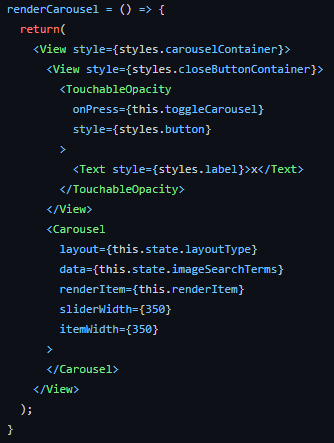 renderCarousel = () => {
  return(
    <View style={styles.carouselContainer}>
      <View style={styles.closeButtonContainer}>
        <TouchableOpacity
          onPress={this.toggleCarousel}
          style={styles.button}
        >
          <Text style={styles.label}>x</Text>
        </TouchableOpacity>
      </View>
      <Carousel
        layout={this.state.layoutType}
        data={this.state.imageSearchTerms}
        renderItem={this.renderItem}
        sliderWidth={350}
        itemWidth={350}
      >
      </Carousel>
    </View>
  );
}